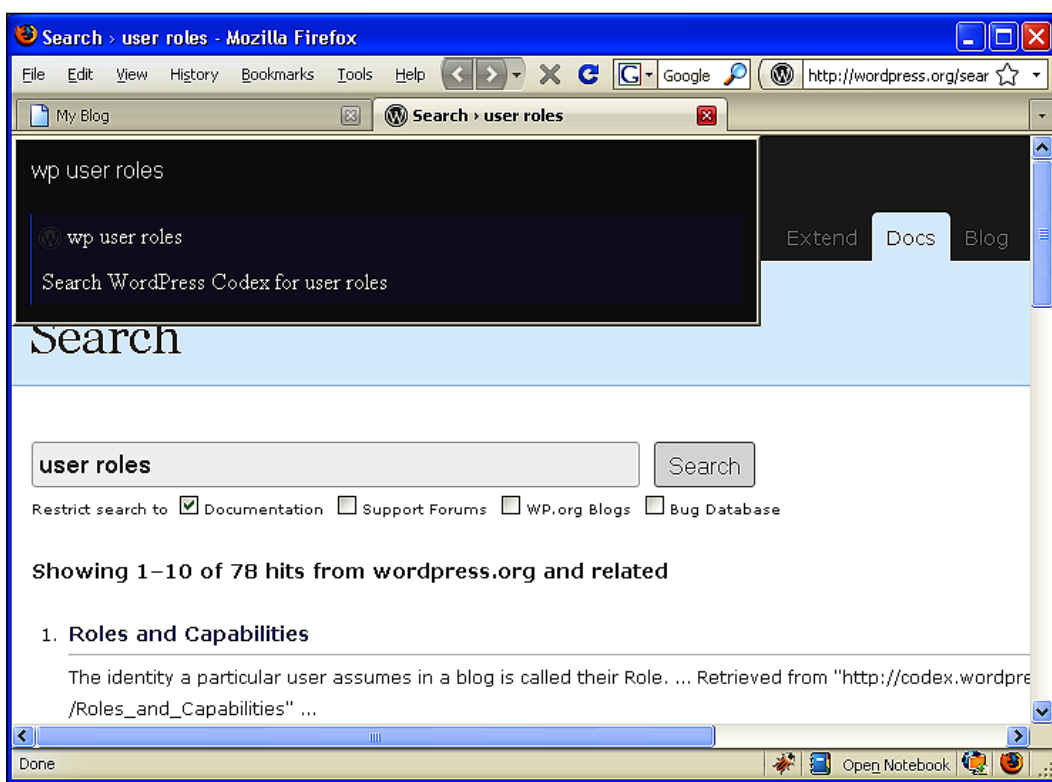 Search › user roles - Mozilla Firefox
File Edit View History Bookmarks Tools Help G Google http://wordpress.org/sear
My Blog Search › user roles
wp user roles
wp user roles
Extend Docs Blog
Search WordPress Codex for user roles
Search
user roles Search
Restrict search to Documentation Support Forums WP.org Blogs Bug Database
Showing 1–10 of 78 hits from wordpress.org and related
1. Roles and Capabilities
The identity a particular user assumes in a blog is called their Role. ... Retrieved from "http://codex.wordpre
/Roles_and_Capabilities" ...
Done Open Notebook